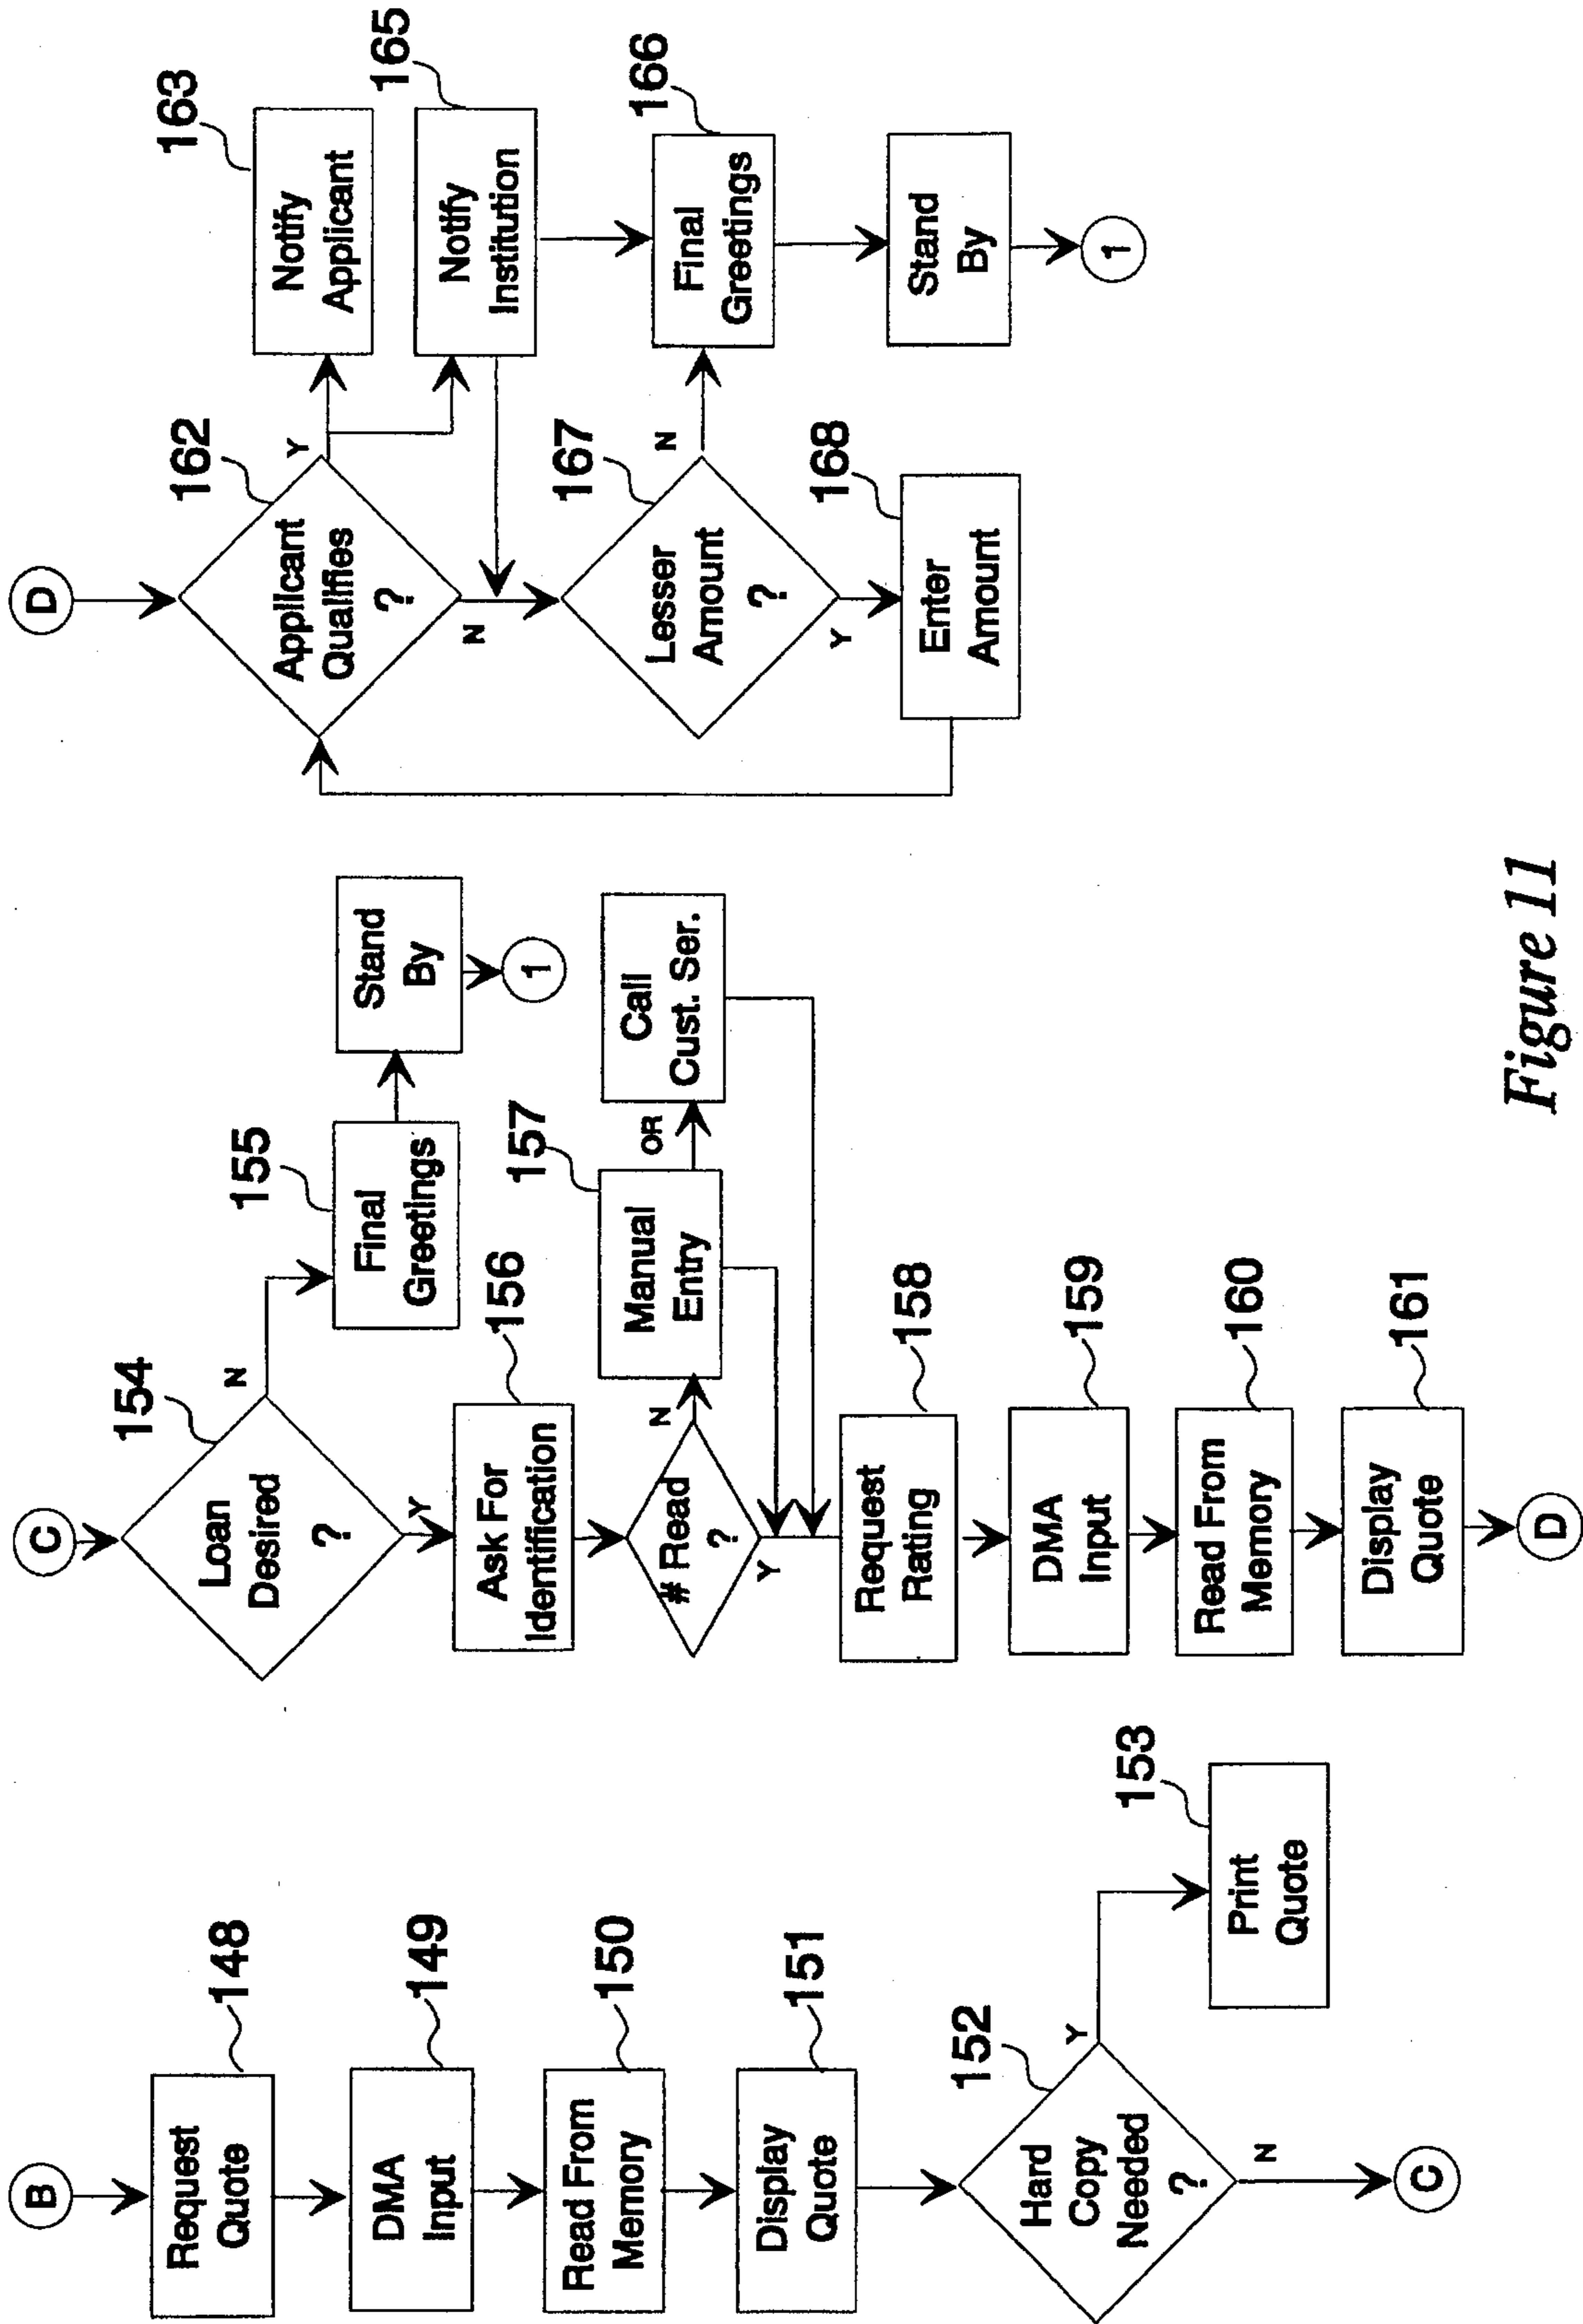 B
148
Request
Quote
149
DMA
Input
150
Read From
Memory
151
Display
Quote
152
Hard
Copy
Needed
?
Y
N
153
Print
Quote
C
C
154
Loan
Desired
?
N
Y
155
Final
Greetings
Stand
By
1
156
Ask For
Identification
# Read
?
N
Y
157
Manual
Entry
OR
Call
Cust. Ser.
158
Request
Rating
159
DMA
Input
160
Read From
Memory
161
Display
Quote
D
D
162
Applicant
Qualifies
?
Y
N
163
Notify
Applicant
165
Notify
Institution
167
Lesser
Amount
?
N
Y
166
Final
Greetings
168
Enter
Amount
Stand
By
1
Figure 11